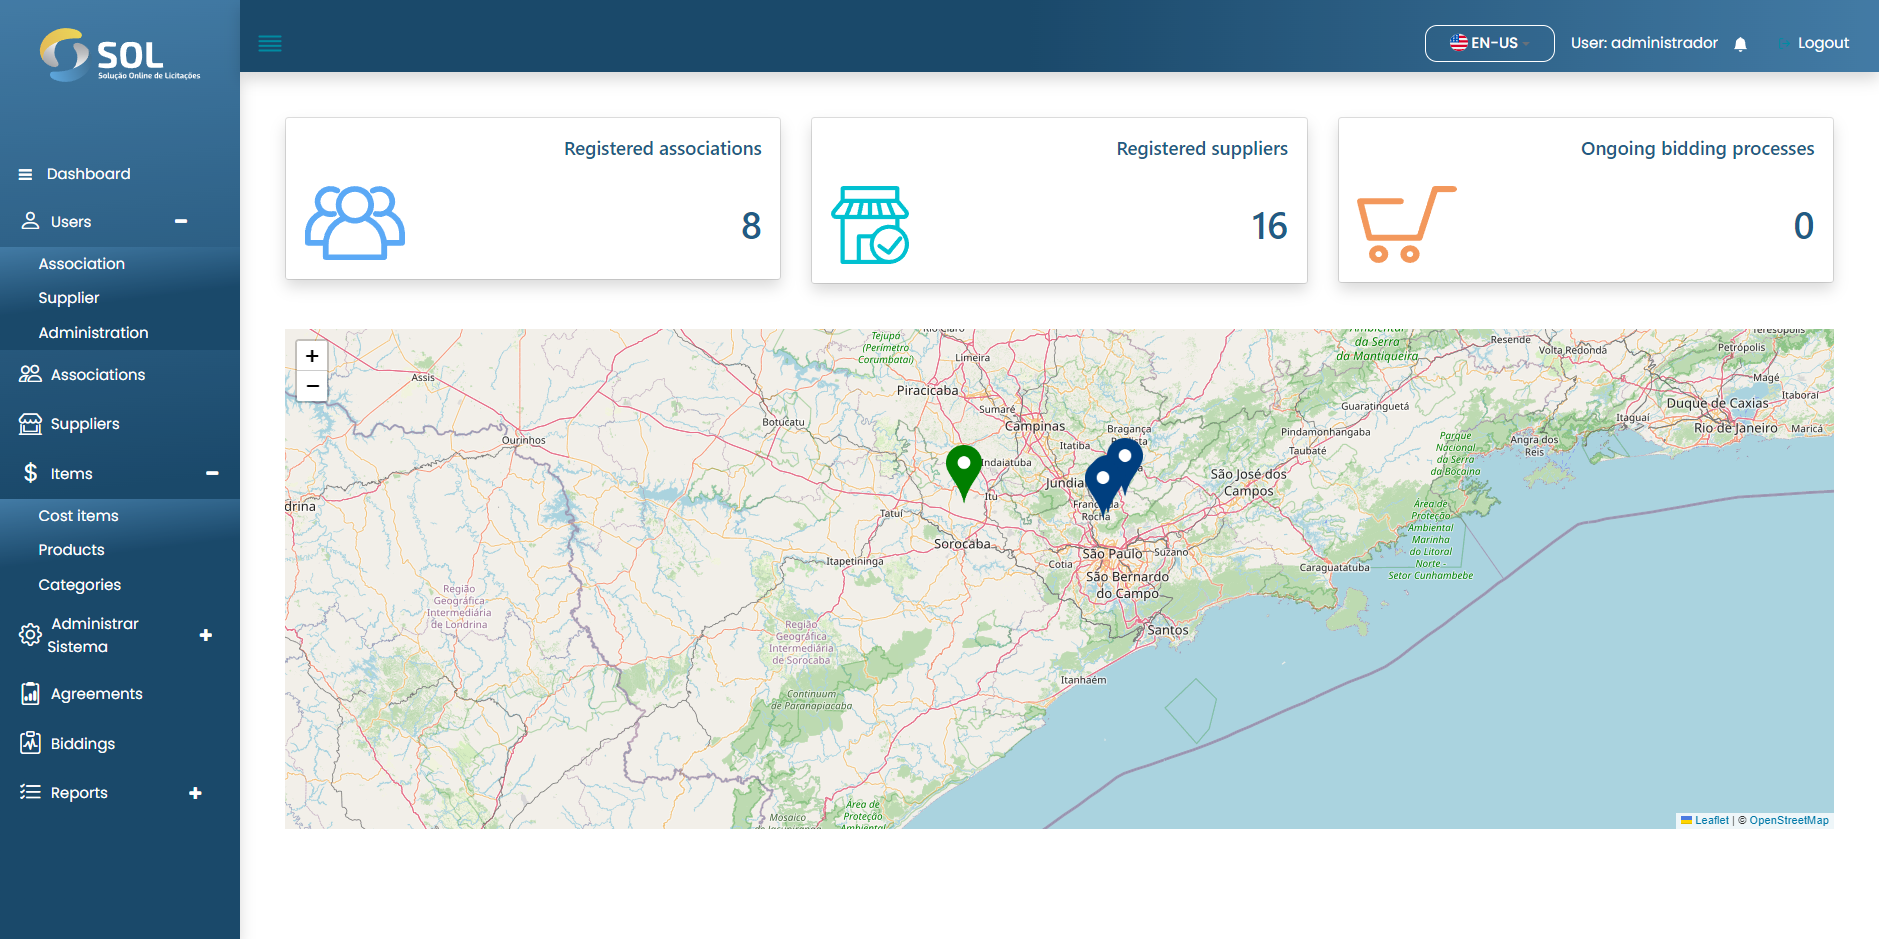 SOL
Solução Online de Licitações
EN-US
User: administrador
Logout
Dashboard
Users
Association
Supplier
Administration
Associations
Suppliers
Items
Cost items
Products
Categories
Administrar
Sistema
Agreements
Biddings
Reports
Registered associations
8
Registered suppliers
16
Ongoing bidding processes
0
+
−
Tejupá
(Perímetro
Corumbataí)
Limeira
Assis
Piracicaba
Sumaré
Botucatu
Campinas
Bragança
Ourinhos
Itatiba
Indaiatuba
Itu
Tatuí
Sorocaba
Itapetininga
Rocha
São Paulo
Suzano
Cotia
São Bernardo
do Campo
Santos
Itanhaém
Região
Geográfica
Intermediária
de Londrina
Região
Geográfica
Intermediária
de Sorocaba
Continuum
de Paranapiacaba
Mosaico
Área de
Proteção
Ambiental
da Serra
da Mantiqueira
Resende
Volta Redonda
Petrópolis
Magé
Itaboraí
Guaratinguetá
Duque de Caxias
Itaguaí
Rio de Janeiro
Maricá
Pindamonhangaba
Taubaté
Angra dos
Reis
Parque
Nacional
da Serra
da Bocaina
São José dos
Campos
Área de
Proteção
Ambiental
Marinha
do Litoral
Norte -
Setor Cunhambebe
Caraguatatuba
Leaflet | © OpenStreetMap